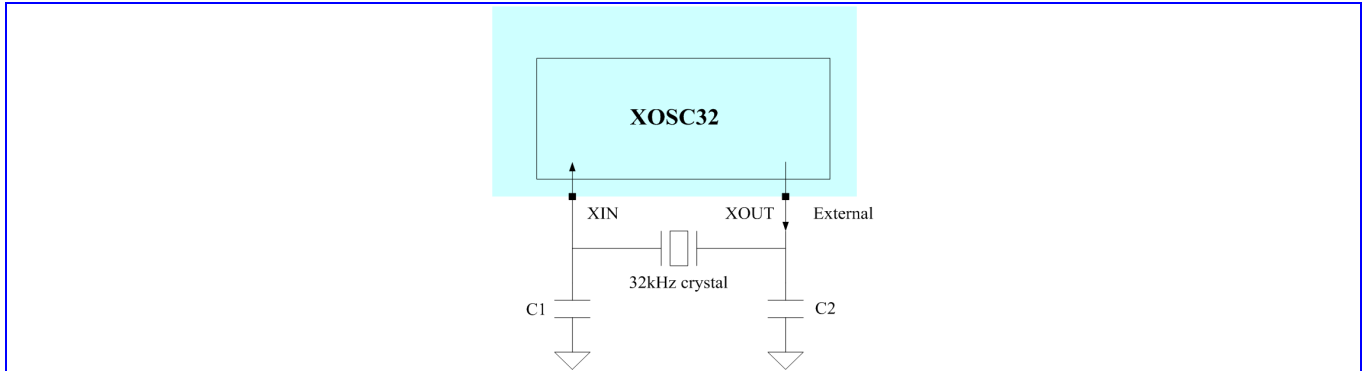 XOSC32
XIN
XOUT
External
32kHz crystal
C1
C2